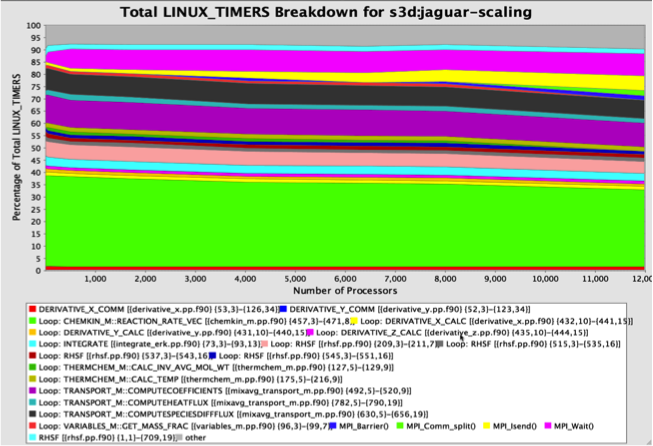 Total LINUX_TIMERS Breakdown for s3d:jaguar-scaling
Percentage of Total LINUX_TIMERS
100
95
90
85
80
75
70
65
60
55
50
45
40
35
30
25
20
15
10
5
0
1,000 2,000 3,000 4,000 5,000 6,000 7,000 8,000 9,000 10,000 11,000 12,00
Number of Processors
DERIVATIVE_X_COMM [{derivative_x.pp.f90} {53,3}-{126,34}] DERIVATIVE_Y_COMM [{derivative_y.pp.f90} {52,3}-{123,34}]
Loop: CHEMKIN_M::REACTION_RATE_VEC [{chemkin_m.pp.f90} {457,3}-{471,8} Loop: DERIVATIVE_X_CALC [{derivative_x.pp.f90} {432,10}-{441,15}]
Loop: DERIVATIVE_Y_CALC [{derivative_y.pp.f90} {431,10}-{440,15} Loop: DERIVATIVE_Z_CALC [{derivative_z.pp.f90} {435,10}-{444,15}]
Loop: INTEGRATE [{integrate_erk.pp.f90} {73,3}-{93,13}] Loop: RHSF [{rhsf.pp.f90} {209,3}-{211,7} Loop: RHSF [{rhsf.pp.f90} {515,3}-{535,16}]
Loop: RHSF [{rhsf.pp.f90} {537,3}-{543,16} Loop: RHSF [{rhsf.pp.f90} {545,3}-{551,16}]
Loop: THERMCHEM_M::CALC_INV_AVG_MOL_WT [{thermchem_m.pp.f90} {127,5}-{129,9}]
Loop: THERMCHEM_M::CALC_TEMP [{thermchem_m.pp.f90} {175,5}-{216,9}]
Loop: TRANSPORT_M::COMPUTECOEFFICIENTS [{mixavg_transport_m.pp.f90} {492,5}-{520,9}]
Loop: TRANSPORT_M::COMPUTEHEATFLUX [{mixavg_transport_m.pp.f90} {782,5}-{790,19}]
Loop: TRANSPORT_M::COMPUTESPECIESDIFFFLUX [{mixavg_transport_m.pp.f90} {630,5}-{656,19}]
Loop: VARIABLES_M::GET_MASS_FRAC [{variables_m.pp.f90} {96,3}-{99,7} MPI_Barrier() MPI_Comm_split() MPI_Isend() MPI_Wait()
RHSF [{rhsf.pp.f90} {1,1}-{709,19} other